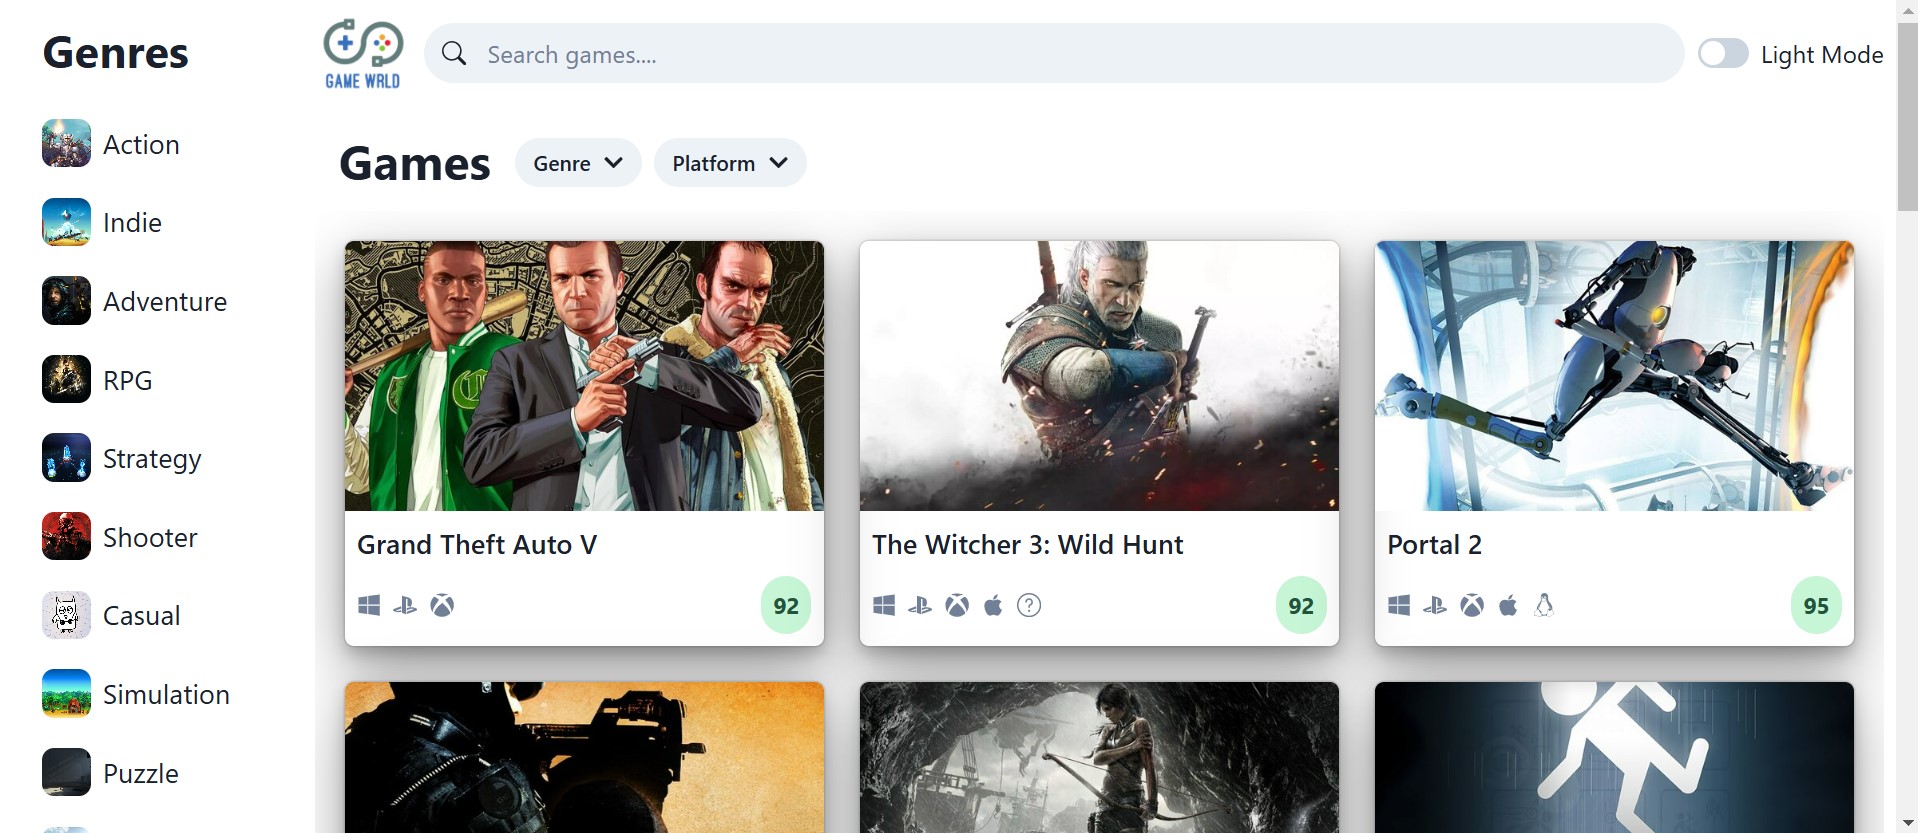 Genres
Action
Indie
Adventure
RPG
Strategy
Shooter
Casual
Simulation
Puzzle
GAME WRLD
Search games....
Light Mode
Games
Genre
Platform
Grand Theft Auto V
92
The Witcher 3: Wild Hunt
92
Portal 2
95